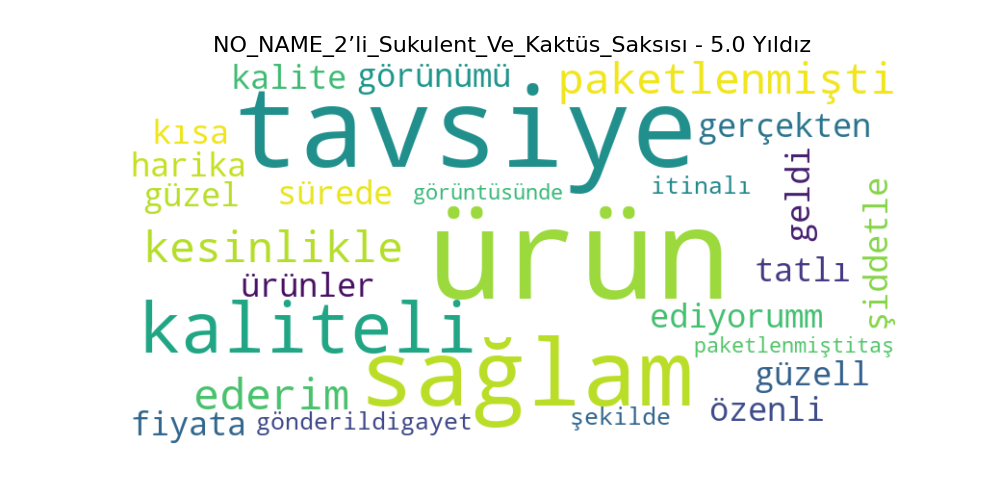 NO_NAME_2’li_Sukulent_Ve_Kaktüs_Saksısı - 5.0 Yıldız
kalite görünümü paketlenmişti
tavsiye
kısa gerçekten
harika
güzel sürede görüntüsünde itinalı geldi
şiddetle
kesinlikle ürün
ürünler tatlı
kaliteli ediyorumm
sağlam paketlenmiştitaş
ederim güzell
fiyata gönderildigayet şekilde özenli